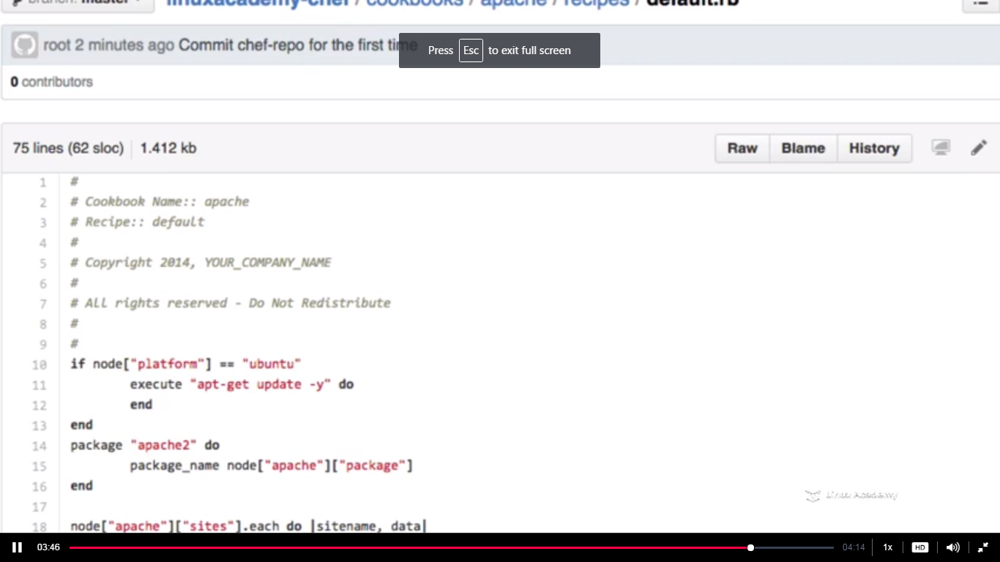 branch: master linuxacademy-chef / cookbooks / apache / recipes / default.rb
root 2 minutes ago Commit chef-repo for the first time
Press Esc to exit full screen
0 contributors
75 lines (62 sloc) 1.412 kb Raw Blame History
1 #
2 # Cookbook Name:: apache
3 # Recipe:: default
4 #
5 # Copyright 2014, YOUR_COMPANY_NAME
6 #
7 # All rights reserved - Do Not Redistribute
8 #
9 #
10 if node["platform"] == "ubuntu"
11 execute "apt-get update -y" do
12 end
13 end
14 package "apache2" do
15 package_name node["apache"]["package"]
16 end
17
18 node["apache"]["sites"].each do |sitename, data|
Linux Academy
03:46 04:14 1x HD